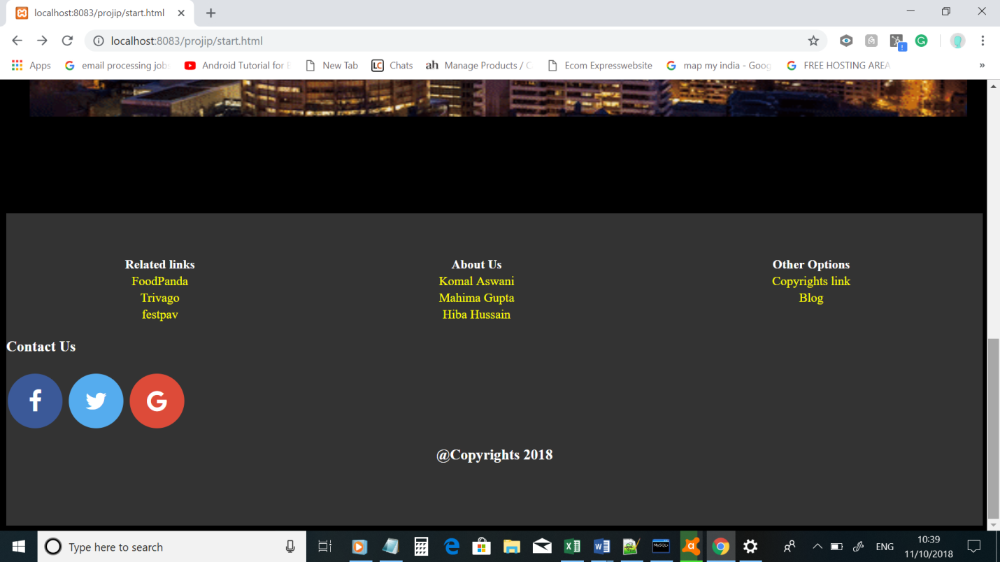 localhost:8083/projip/start.html
localhost:8083/projip/start.html
Apps
email processing job
Android Tutorial for
New Tab
LC
Chats
ah
Manage Products /
Ecom Expresswebsite
map my india - Goog
FREE HOSTING AREA
»
Related links
About Us
Other Options
FoodPanda
Komal Aswani
Copyrights link
Trivago
Mahima Gupta
Blog
festpav
Hiba Hussain
Contact Us
@Copyrights 2018
Type here to search
ENG
10:39
11/10/2018